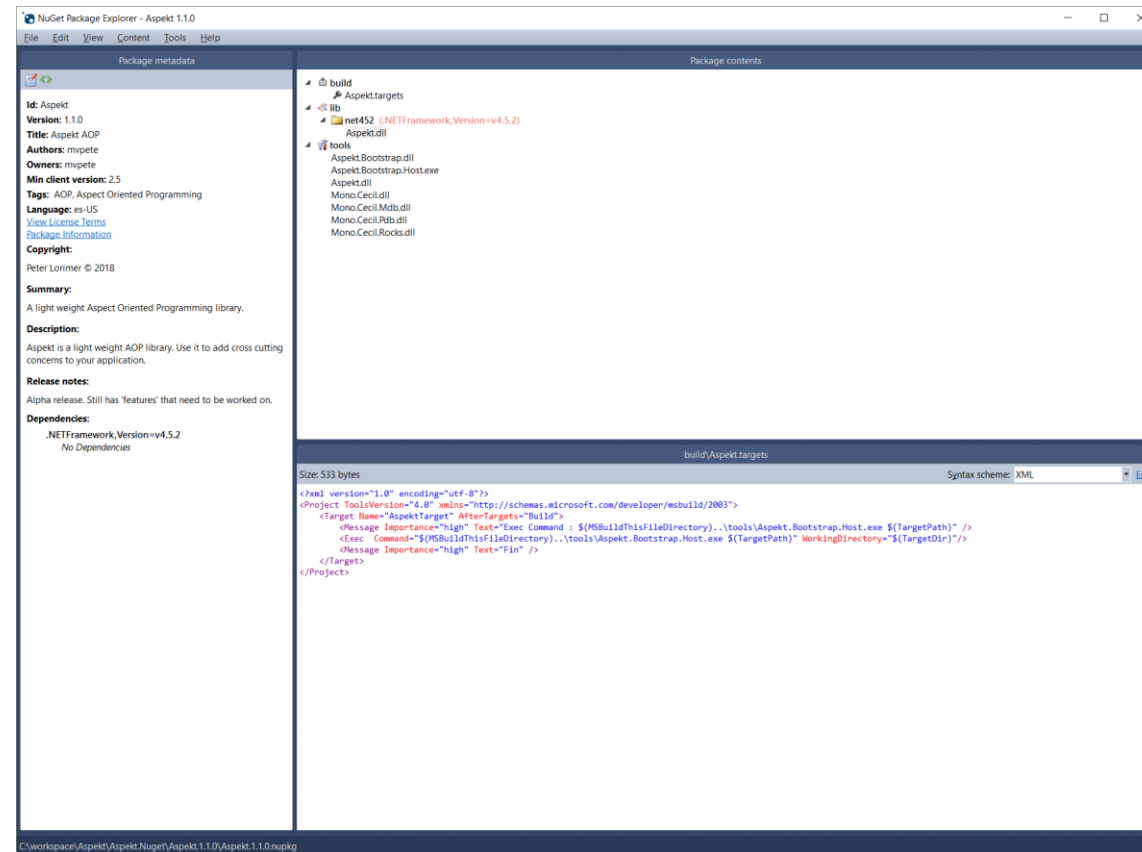 NuGet Package Explorer - Aspekt 1.1.0
File Edit View Content Tools Help
Package metadata
Id: Aspekt
Version: 1.1.0
Title: Aspekt AOP
Authors: mvpete
Owners: mvpete
Min client version: 2.5
Tags: AOP, Aspect Oriented Programming
Language: es-US
View License Terms
Package Information
Copyright:
Peter Lorimer © 2018
Summary:
A light weight Aspect Oriented Programming library.
Description:
Aspekt is a light weight AOP library. Use it to add cross cutting
concerns to your application.
Release notes:
Alpha release. Still has 'features' that need to be worked on.
Dependencies:
.NETFramework,Version=v4.5.2
No Dependencies
Package contents
build
Aspekt.targets
lib
net452 (.NETFramework,Version=v4.5.2)
Aspekt.dll
tools
Aspekt.Bootstrap.dll
Aspekt.Bootstrap.Host.exe
Aspekt.dll
Mono.Cecil.dll
Mono.Cecil.Mdb.dll
Mono.Cecil.Pdb.dll
Mono.Cecil.Rocks.dll
build\Aspekt.targets
Size: 533 bytes Syntax scheme: XML
<?xml version="1.0" encoding="utf-8"?>
<Project ToolsVersion="4.0" xmlns="http://schemas.microsoft.com/developer/msbuild/2003">
<Target Name="AspektTarget" AfterTargets="Build">
<Message Importance="high" Text="Exec Command : $(MSBuildThisFileDirectory)..\tools\Aspekt.Bootstrap.Host.exe $(TargetPath)" />
<Exec Command="$(MSBuildThisFileDirectory)..\tools\Aspekt.Bootstrap.Host.exe $(TargetPath)" WorkingDirectory="$(TargetDir)"/>
<Message Importance="high" Text="Fin" />
</Target>
</Project>
C:\workspace\Aspekt\Aspekt.Nuget\Aspekt.1.1.0\Aspekt.1.1.0.nupkg